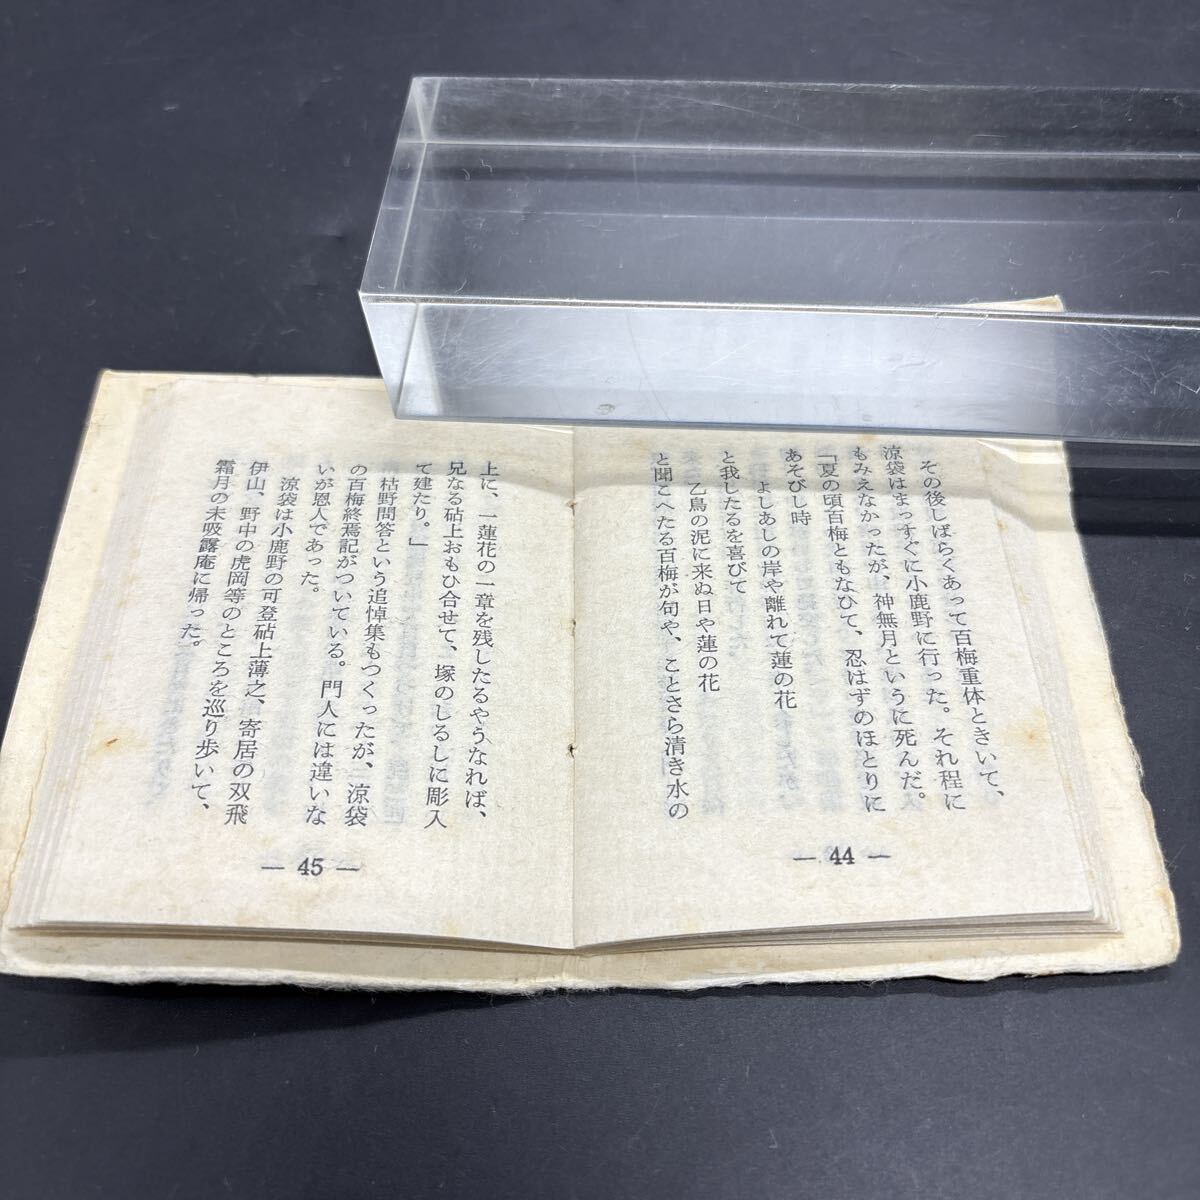 その後しばらくあって百梅重体ときいて、
涼袋はまっすぐに小鹿野に行った。それ程に
もみえなかったが、神無月というに死んだ。
「夏の頃百梅ともなひて、忍はずのほとりに
あそびし時
よしあしの岸や離れて蓮の花
と我したるを喜びて
乙鳥の泥に来ぬ日や蓮の花
と聞こへたる百梅が句や、ことさら清き水の
— 44 —
上に、一蓮花の一章を残したるやうなれば、
兄なる砧上おもひ合せて、塚のしるしに彫入
て建たり。」
枯野問答という追悼集もつくったが、「涼袋
の百梅終焉記がついている。門人には違いな
いが恩人であった。
涼袋は小鹿野の可登砧上薄之、寄居の双飛
伊山、野中の虎岡等のところを巡り歩いて、
霜月の末吸露庵に帰った。
— 45 —